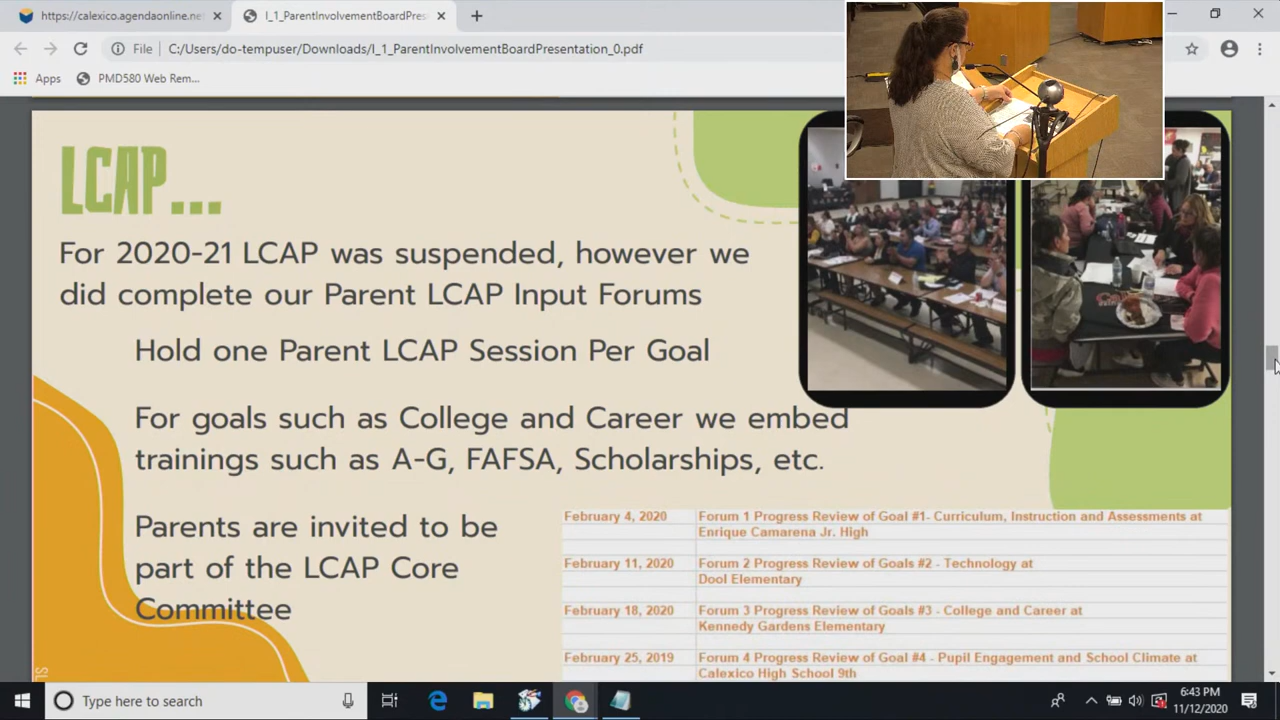 https://calexico.agendaonline.ne
I_1_ParentInvolvementBoardPres
File
C:/Users/do-tempuser/Downloads/I_1_ParentInvolvementBoardPresentation_0.pdf
Apps
PMD580 Web Rem...
LCAP...
For 2020-21 LCAP was suspended, however we
did complete our Parent LCAP Input Forums
Hold one Parent LCAP Session Per Goal
For goals such as College and Career we embed
trainings such as A-G, FAFSA, Scholarships, etc.
Parents are invited to be
part of the LCAP Core
Committee
February 4, 2020 Forum 1 Progress Review of Goal #1- Curriculum, Instruction and Assessments at
Enrique Camarena Jr. High
February 11, 2020 Forum 2 Progress Review of Goals #2 - Technology at
Dool Elementary
February 18, 2020 Forum 3 Progress Review of Goals #3 - College and Career at
Kennedy Gardens Elementary
February 25, 2019 Forum 4 Progress Review of Goal #4 - Pupil Engagement and School Climate at
Calexico High School 9th
Type here to search
6:43 PM
11/12/2020